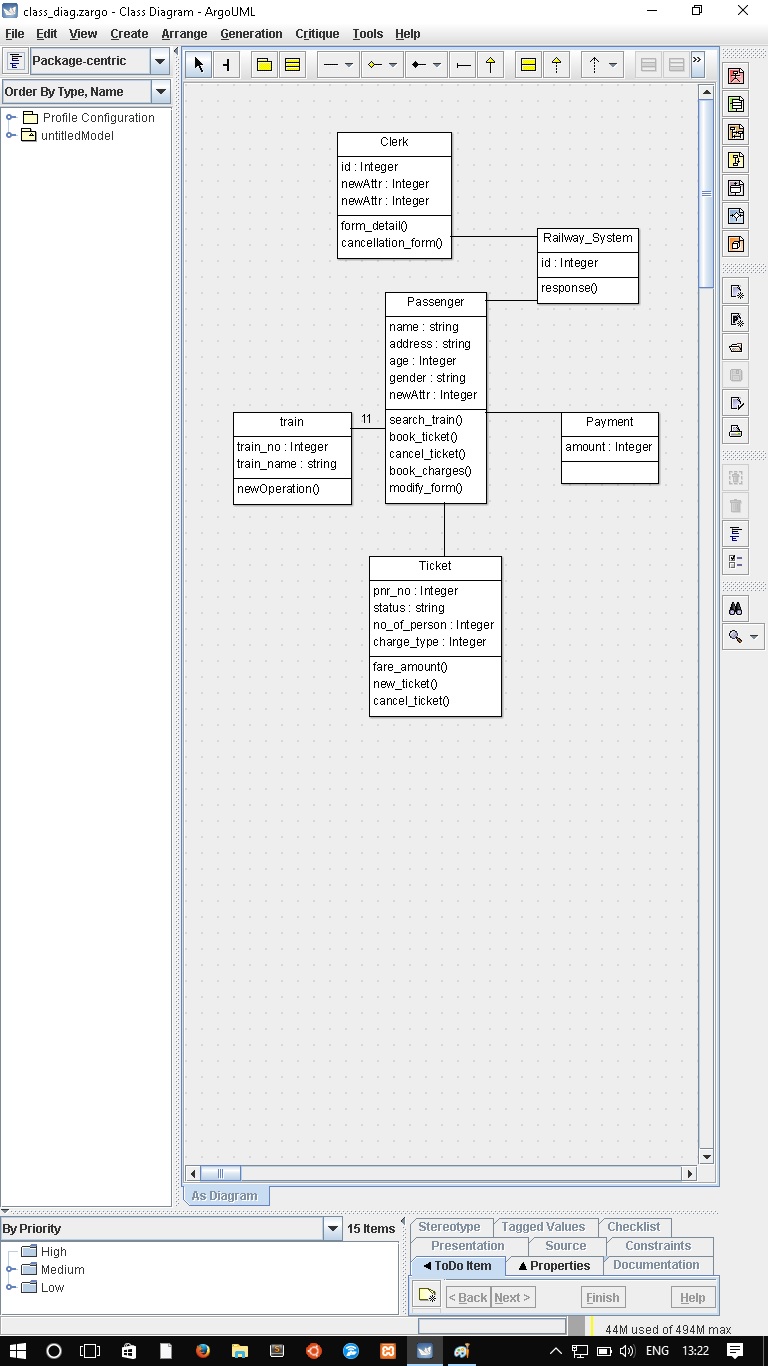 class_diag.zargo - Class Diagram - ArgoUML
File Edit View Create Arrange Generation Critique Tools Help
Package-centric
Order By Type, Name
Profile Configuration
untitledModel
»
Clerk
id : Integer
newAttr : Integer
newAttr : Integer
form_detail()
cancellation_form()
Railway_System
id : Integer
response()
Passenger
name : string
address : string
age : Integer
gender : string
newAttr : Integer
search_train()
book_ticket()
cancel_ticket()
book_charges()
modify_form()
train
train_no : Integer
train_name : string
newOperation()
11
Payment
amount : Integer
Ticket
pnr_no : Integer
status : string
no_of_person : Integer
charge_type : Integer
fare_amount()
new_ticket()
cancel_ticket()
As Diagram
By Priority 15 Items
High
Medium
Low
Stereotype Tagged Values Checklist
Presentation Source Constraints
ToDo Item Properties Documentation
< Back Next > Finish Help
44M used of 494M max
ENG 13:22